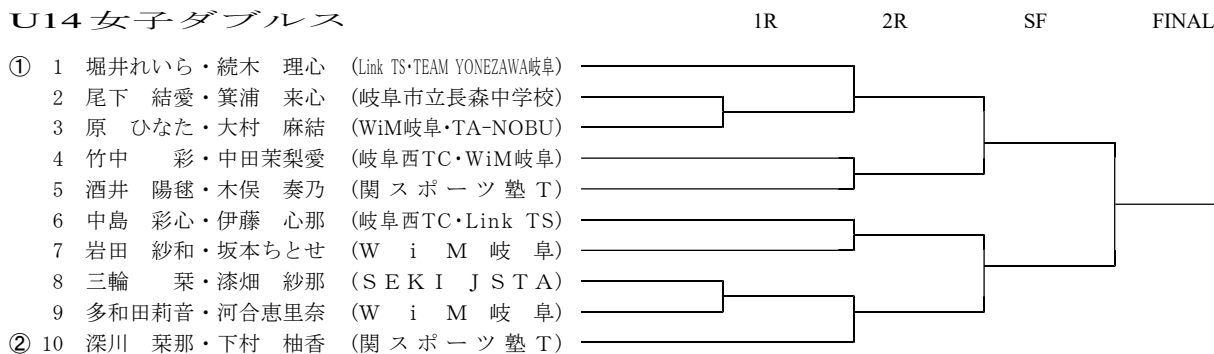 U14女子ダブルス 1R 2R SF FINAL
① 1 堀井れいら・続木 理心 (Link TS・TEAM YONEZAWA岐阜)
2 尾下 結愛・箕浦 来心 (岐阜市立長森中学校)
3 原 ひなた・大村 麻結 (WiM岐阜・TA-NOBU)
4 竹中 彩・中田茉梨愛 (岐阜西TC・WiM岐阜)
5 酒井 陽毬・木俣 奏乃 (関スポーツ塾T)
6 中島 彩心・伊藤 心那 (岐阜西TC・Link TS)
7 岩田 紗和・坂本ちとせ (WiM岐阜)
8 三輪 栞・漆畑 紗那 (SEKI JSTA)
9 多和田莉音・河合恵里奈 (WiM岐阜)
② 10 深川 栞那・下村 柚香 (関スポーツ塾T)